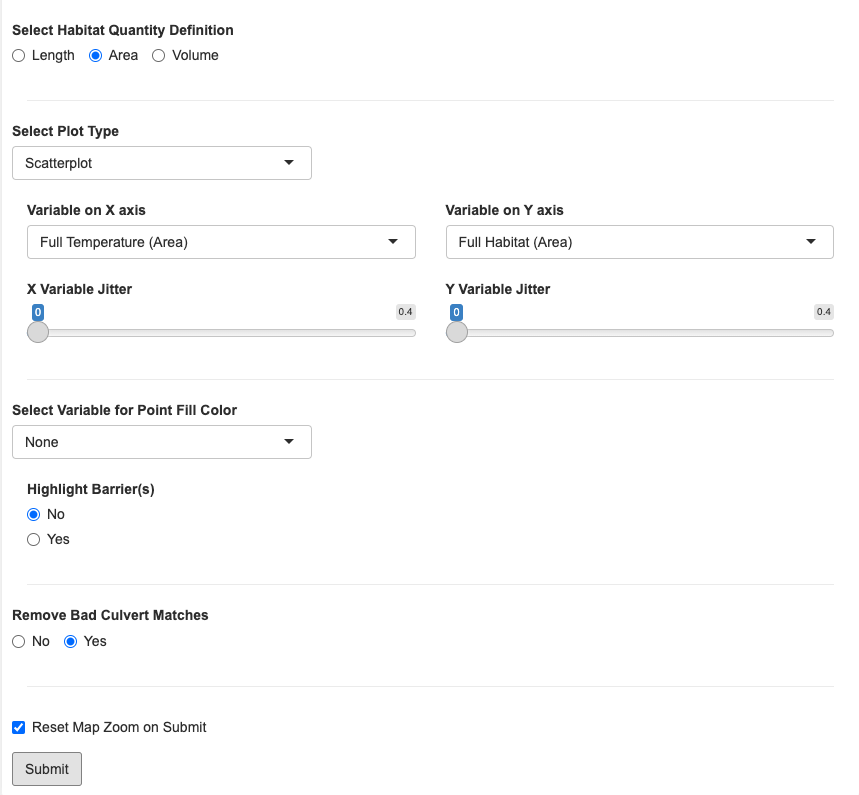 Select Habitat Quantity Definition
Length Area Volume
Select Plot Type
Scatterplot
Variable on X axis Variable on Y axis
Full Temperature (Area) Full Habitat (Area)
X Variable Jitter Y Variable Jitter
0 0.4 0 0.4
Select Variable for Point Fill Color
None
Highlight Barrier(s)
No
Yes
Remove Bad Culvert Matches
No Yes
Reset Map Zoom on Submit
Submit